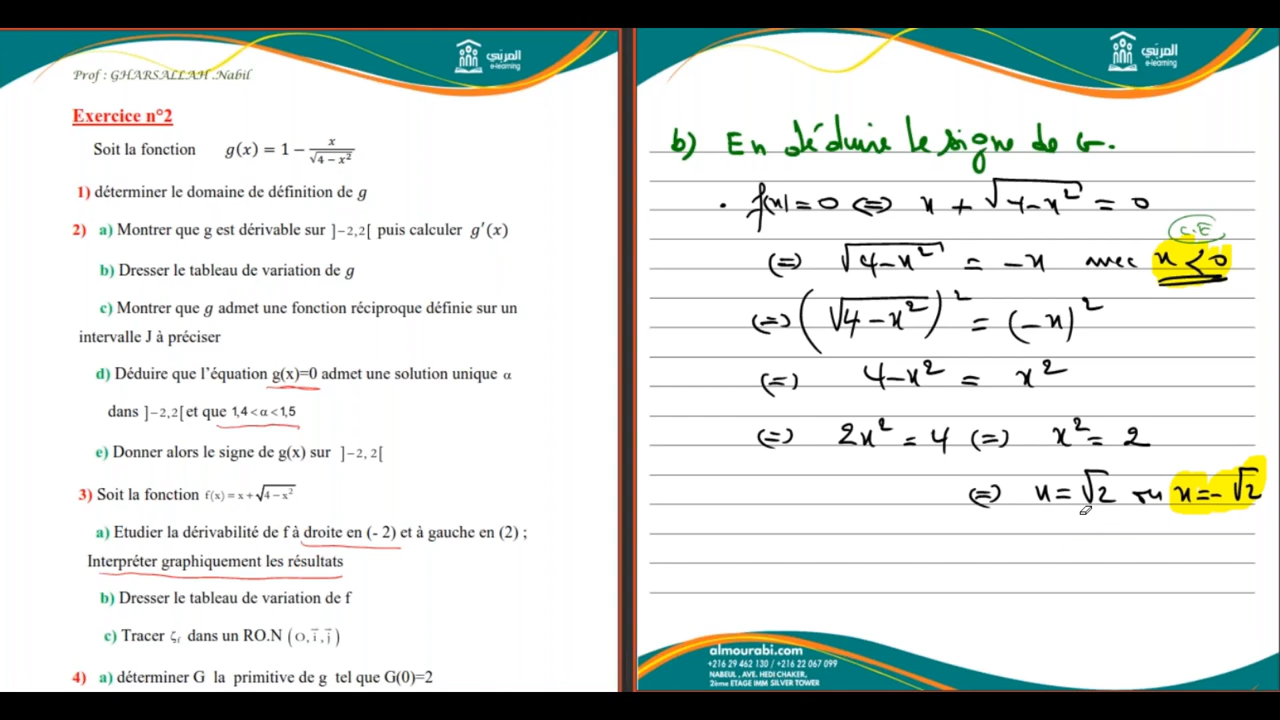 Prof : GHARSALLAH .Nabil
العربي
e-learning
Exercice n°2
Soit la fonction g(x) = 1 − x / √4 − x²
1) déterminer le domaine de définition de g
2) a) Montrer que g est dérivable sur ]−2,2[ puis calculer g′(x)
b) Dresser le tableau de variation de g
c) Montrer que g admet une fonction réciproque définie sur un
intervalle J à préciser
d) Déduire que l'équation g(x)=0 admet une solution unique α
dans ]−2,2[ et que 1,4 < α < 1,5
e) Donner alors le signe de g(x) sur ]−2, 2[
3) Soit la fonction f(x) = x + √4 − x²
a) Etudier la dérivabilité de f à droite en (- 2) et à gauche en (2) ;
Interpréter graphiquement les résultats
b) Dresser le tableau de variation de f
c) Tracer ζf dans un RO.N (O, i, j)
4) a) déterminer G la primitive de g tel que G(0)=2
e-learning
b) En déduire le signe de G.
. f(x) = 0 ⇔ x + √4−x² = 0
C.E
(=) √4−x² = −x avec x < 0
(=) (√4−x²)² = (−x)²
(=) 4−x² = x²
(=) 2x² = 4 (=) x² = 2
(=) x = √2 ou x = −√2
almourabi.com
+216 29 462 130 / +216 22 067 099
NABEUL , AVE. HEDI CHAKER,
2ème ETAGE IMM SILVER TOWER